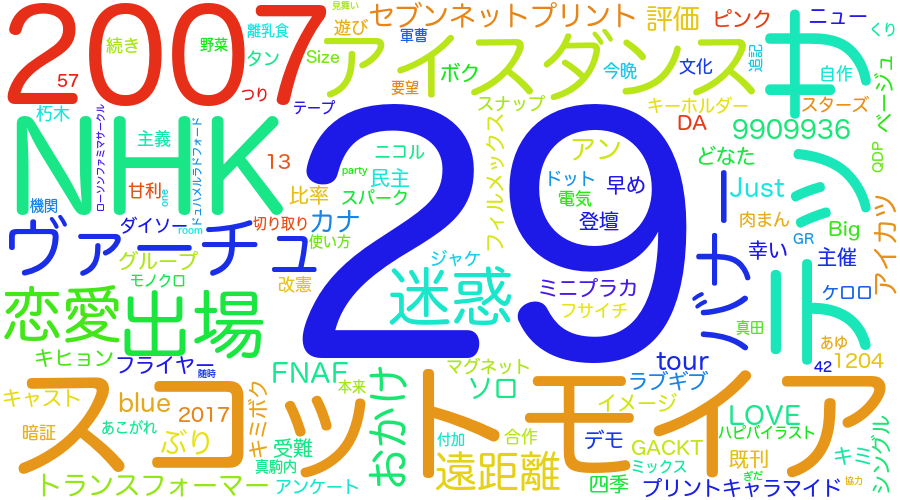 2007
続き
野菜
離乳食
タン
57
つり
見舞い
遊び
Size
テープ
セブンネットプリント
軍曹
要望
アイスダンス
ボク
評価
ピンク
今晩
文化
追記
ニュー
くり
サ
自作
スターズ
キーホルダー
スナップ
DA
9909936
ベージュ
QDP
朽木
NHK
主義
ローソンファミマサークル
ドュハメルラドフォード
甘利
one
13
比率
party
ニコル
民主
スパーク
29
フィルメックス
アン
ドット
電気
早め
登壇
どなた
Just
ッ
肉まん
Big
GR
アイカツ
機関
ダイソー
room
切り取り
カナ
使い方
ヴァーチュ
グループ
モノクロ
改憲
ジャケ
迷惑
ミニプラカ
フサイチ
バナー
幸い
主催
ケロロ
テ
真田
あゆ
1204
42
恋愛
出場
キヒョン
フライヤー
随時
FNAF
本来
マグネット
ソロ
tour
ラブギブ
スコットモイア
キャスト
blue
2017
暗証
あこがれ
ぶり
キミボク
受難
真駒内
おかけ
付加
遠距離
合作
イメージ
デモ
LOVE
ハピバイラスト
GACKT
ミックス
既刊
キミ
シングル
ぎだ
協力
トランスフォーマー
アンケート
四季
プリントキャラマイド